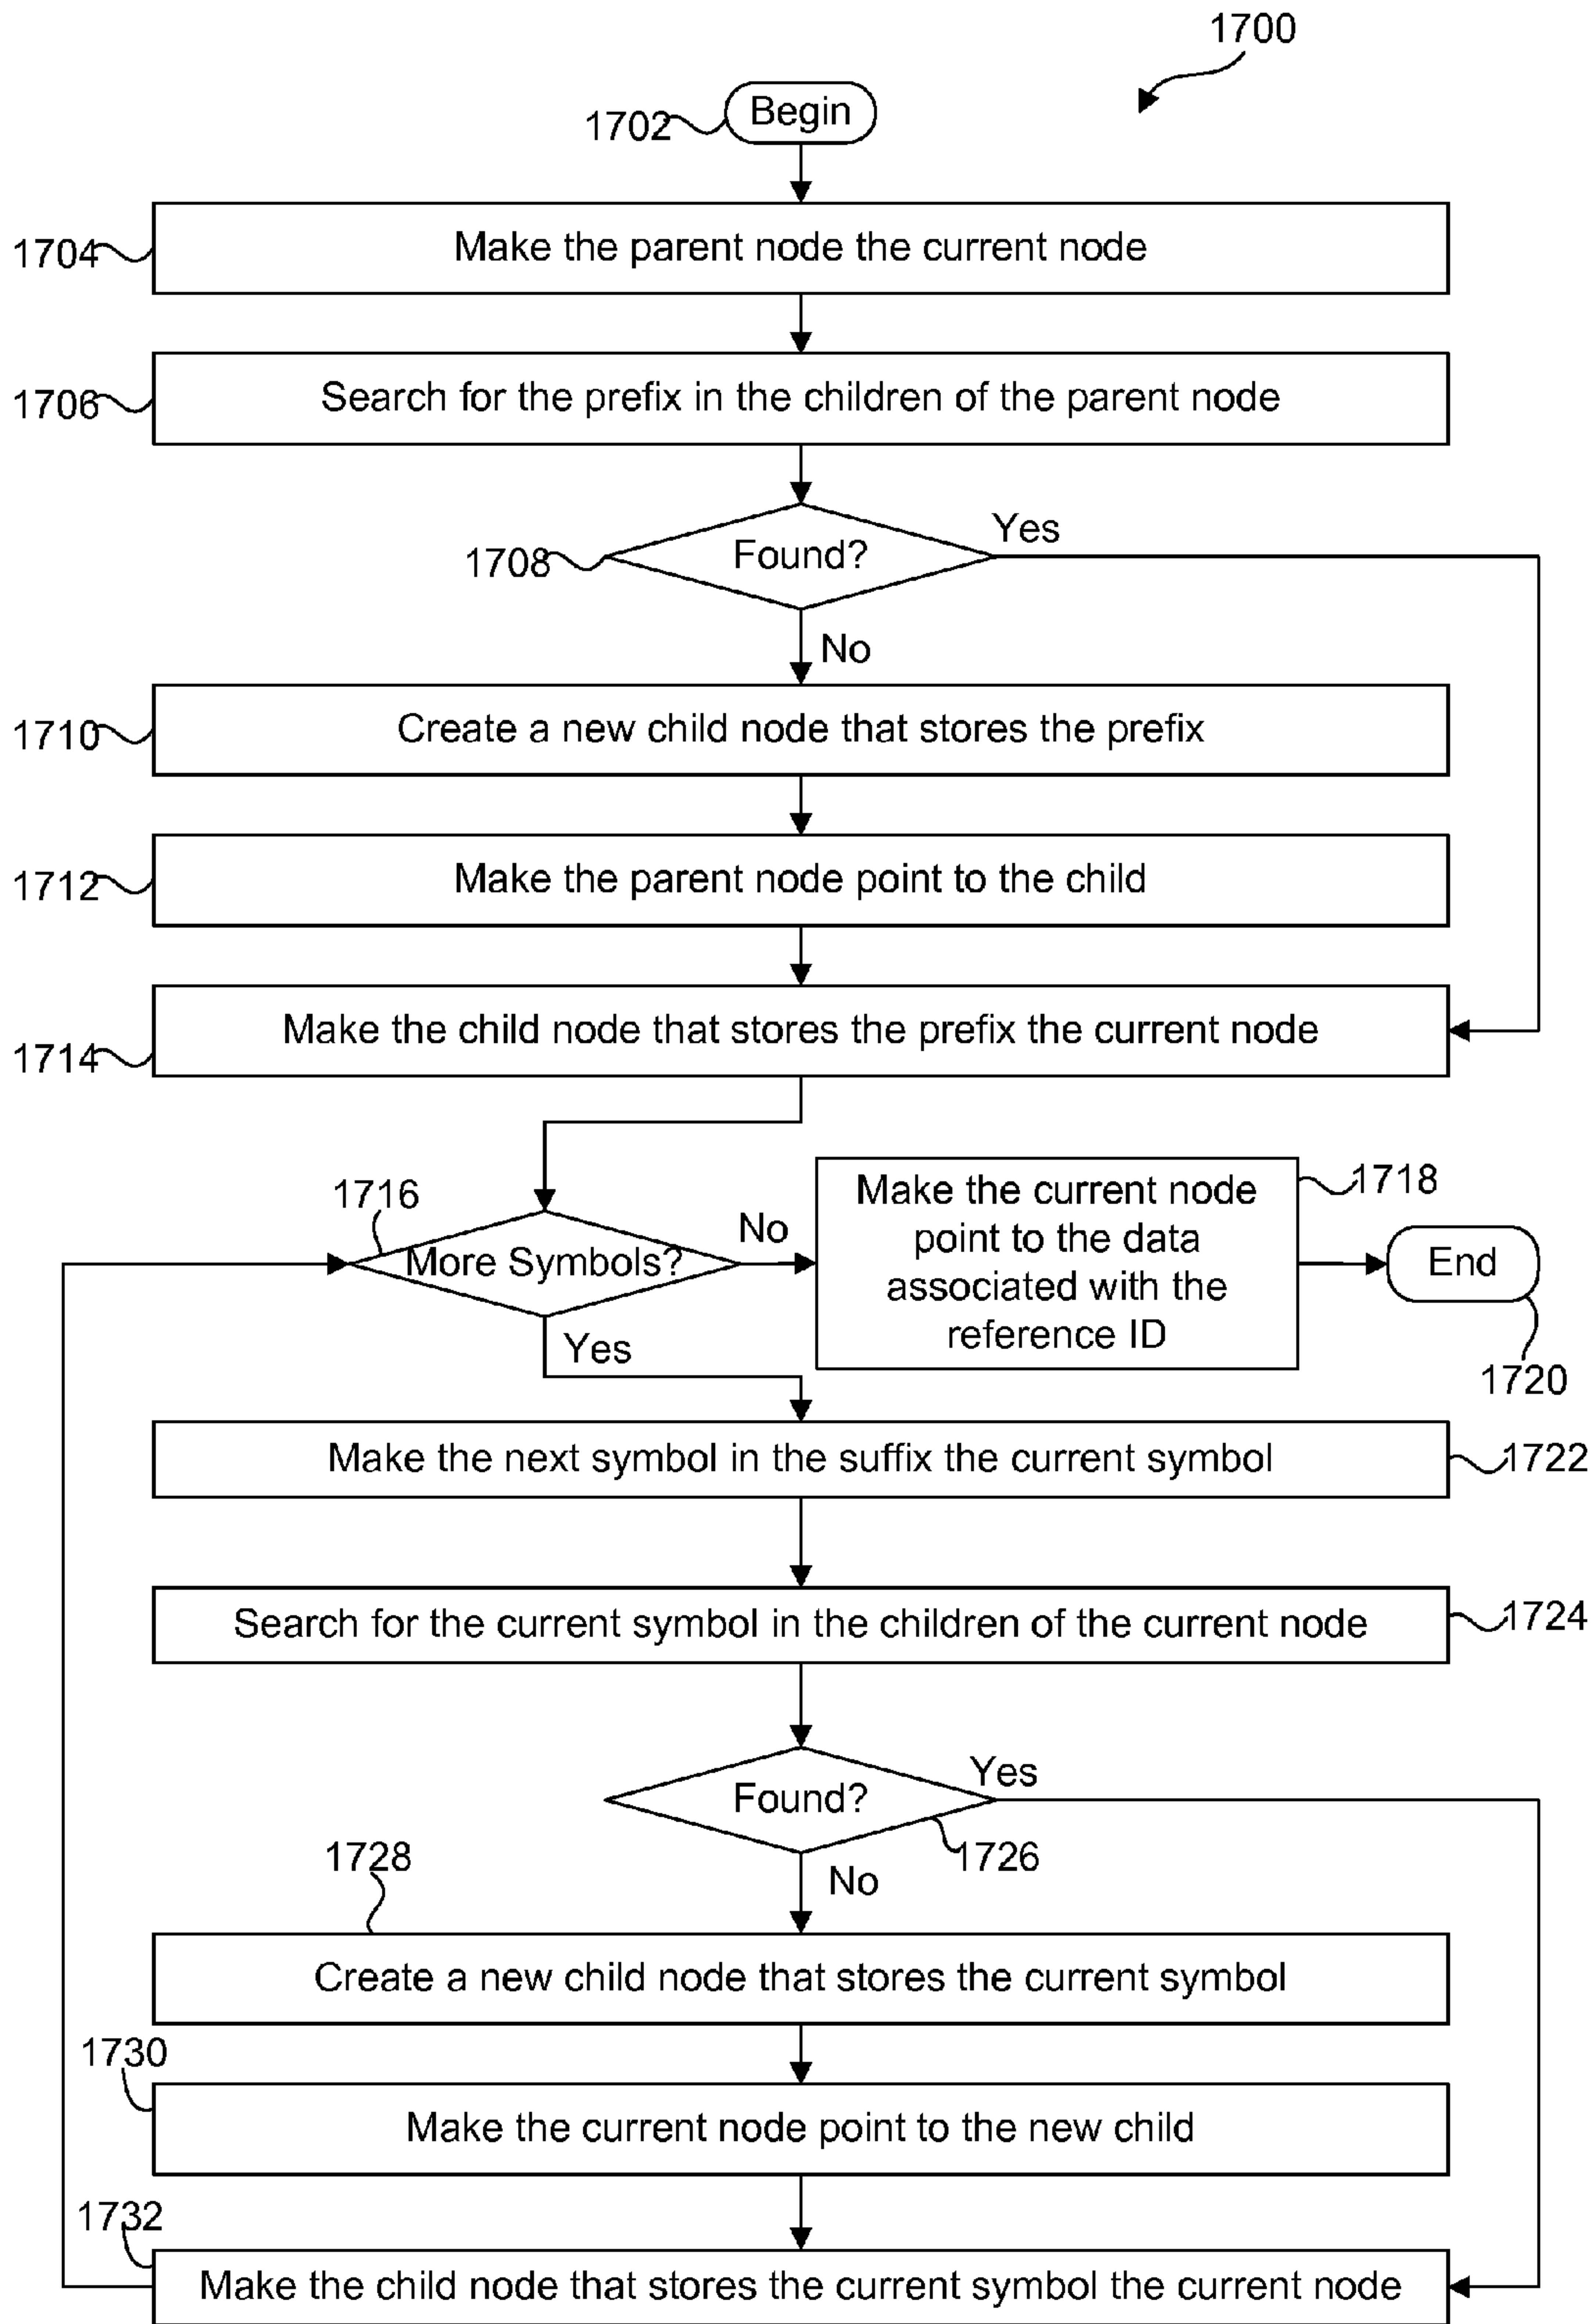 1700
1702
Begin
1704
Make the parent node the current node
1706
Search for the prefix in the children of the parent node
1708
Found?
Yes
No
1710
Create a new child node that stores the prefix
1712
Make the parent node point to the child
1714
Make the child node that stores the prefix the current node
1716
More Symbols?
No
Yes
Make the current node
point to the data
associated with the
reference ID
1718
End
1720
Make the next symbol in the suffix the current symbol
1722
Search for the current symbol in the children of the current node
1724
Found?
Yes
1726
No
1728
Create a new child node that stores the current symbol
1730
Make the current node point to the new child
1732
Make the child node that stores the current symbol the current node